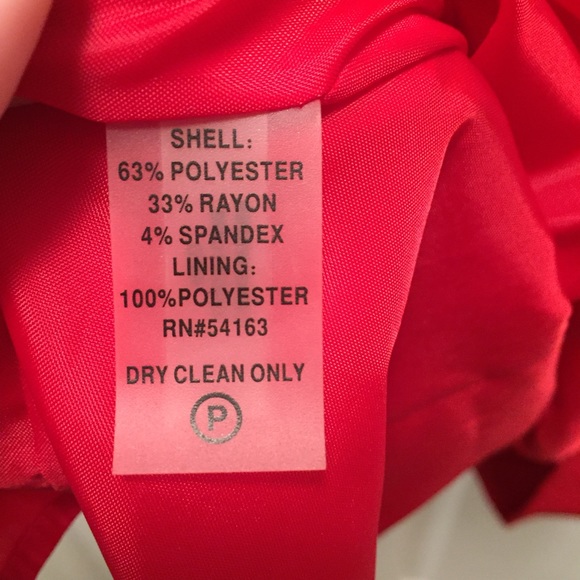 SHELL:
63% POLYESTER
33% RAYON
4% SPANDEX
LINING:
100%POLYESTER
RN#54163
DRY CLEAN ONLY
P